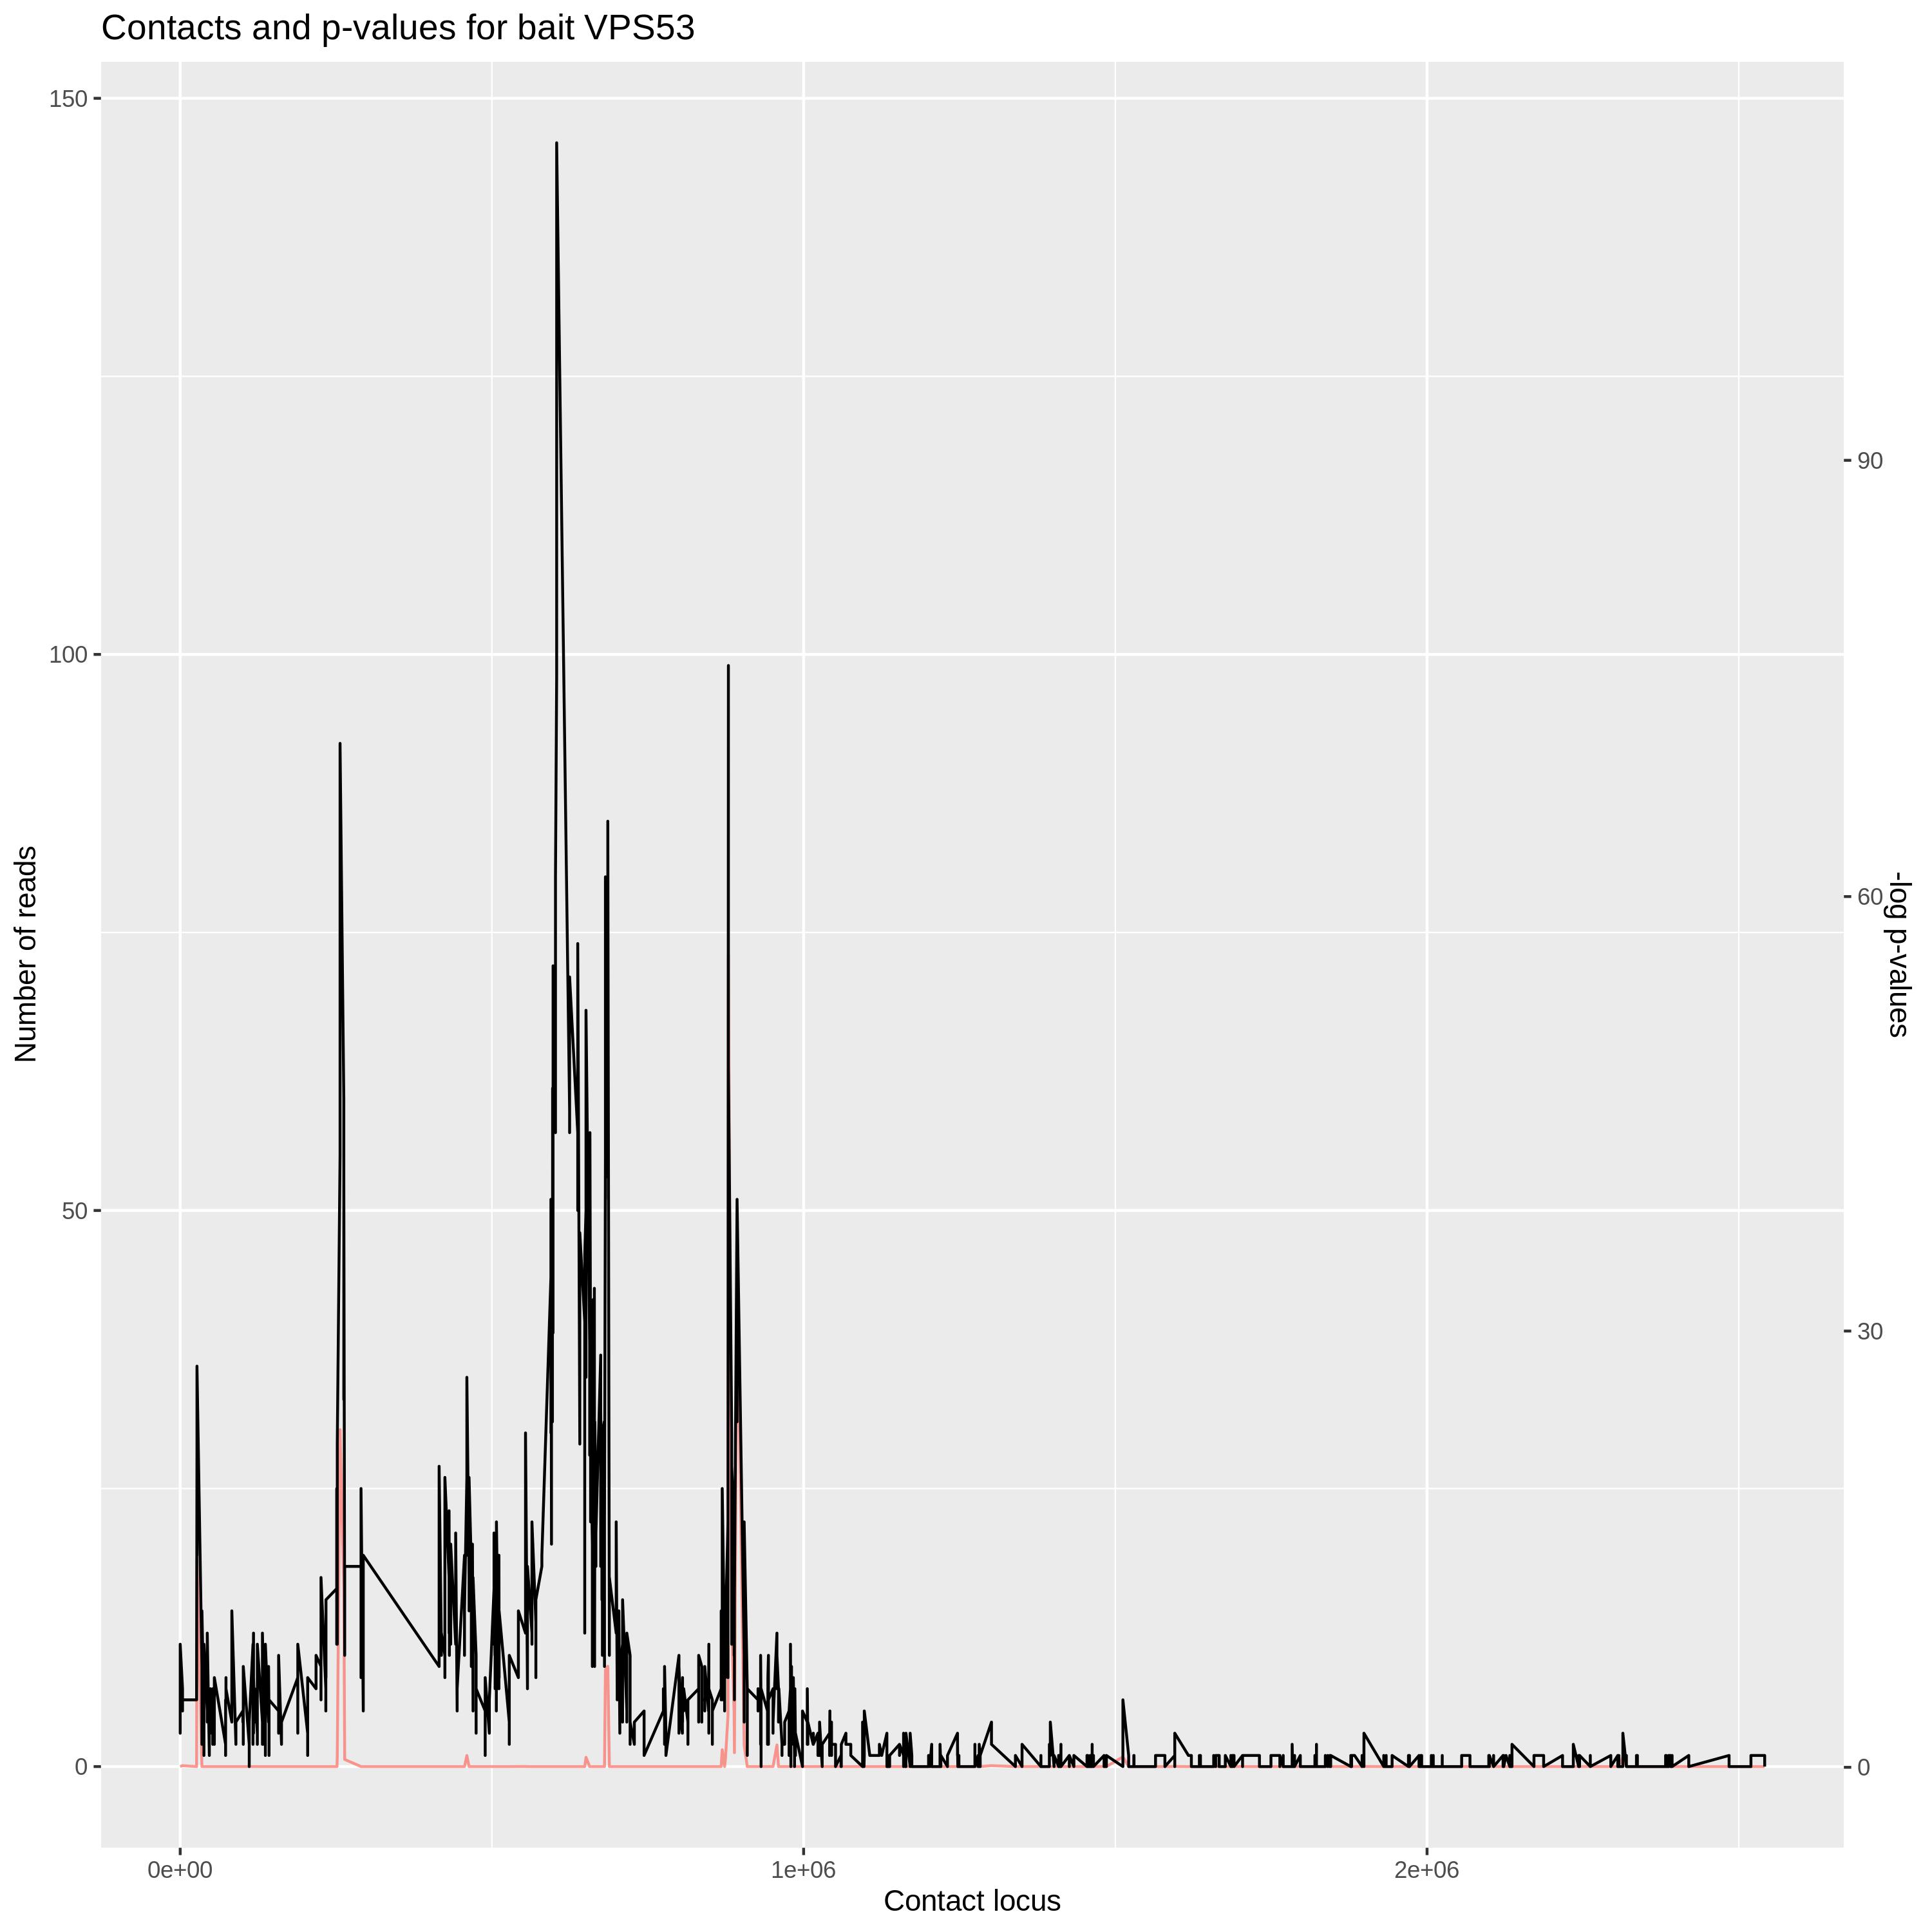 Contacts and p-values for bait VPS53
150
100
50
0
Number of reads
90
60
30
0
-log p-values
0e+00
1e+06
2e+06
Contact locus